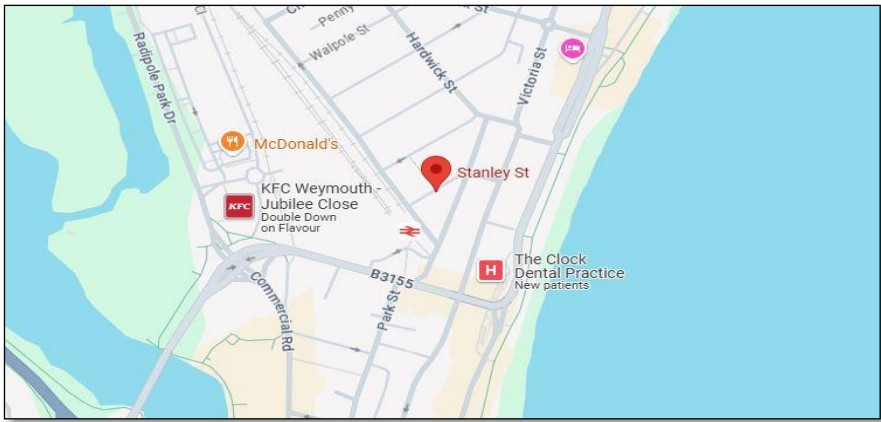 Penny
Walpole St
Radipole Park Dr
Hardwick St
Victoria St
McDonald's
Stanley St
KFC
KFC Weymouth -
Jubilee Close
Double Down
on Flavour
H
The Clock
Dental Practice
New patients
B3155
Commercial Rd
Park St